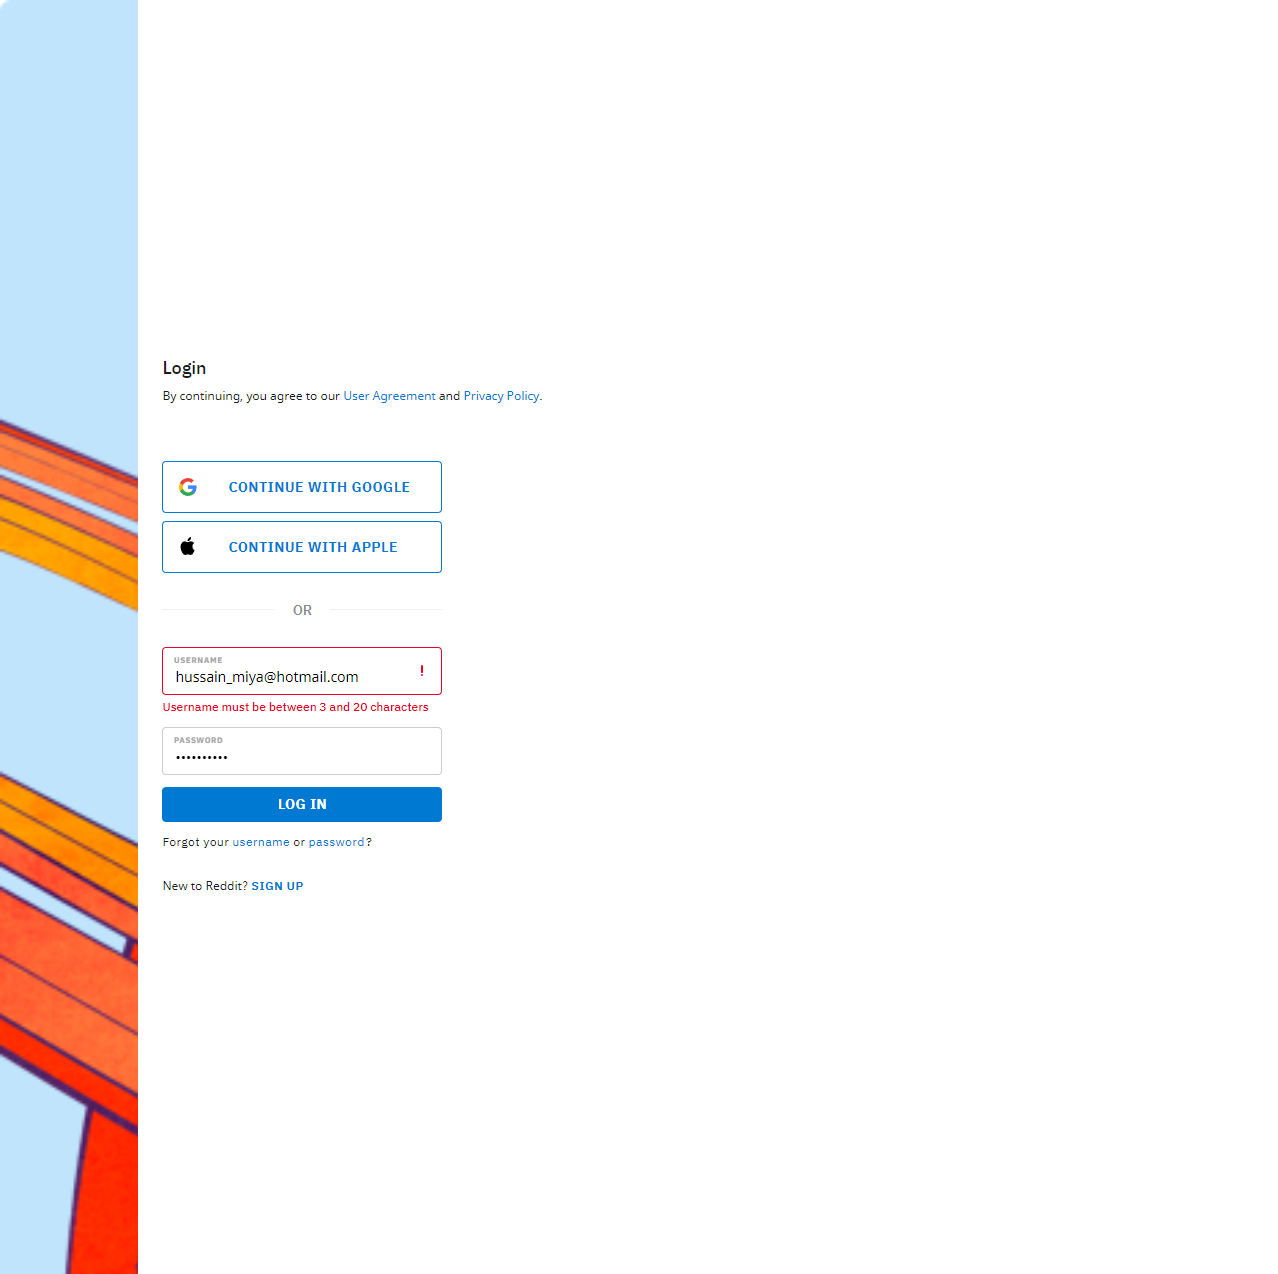 Login
By continuing, you agree to our User Agreement and Privacy Policy.
CONTINUE WITH GOOGLE
CONTINUE WITH APPLE
OR
USERNAME
hussain_miya@hotmail.com
!
Username must be between 3 and 20 characters
PASSWORD
••••••••••
LOG IN
Forgot your username or password?
New to Reddit? SIGN UP